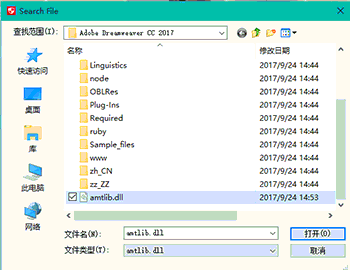 Search File
查找范围(I): Adobe Dreamweaver CC 2017
名称 修改日期
快速访问
桌面
库
此电脑
网络
Linguistics 2017/9/24 14:44
node 2017/9/24 14:44
OBLRes 2017/9/24 14:44
Plug-Ins 2017/9/24 14:44
Required 2017/9/24 14:44
ruby 2017/9/24 14:44
Sample_files 2017/9/24 14:44
www 2017/9/24 14:44
zh_CN 2017/9/24 14:44
zz_ZZ 2017/9/24 14:44
amtlib.dll 2017/9/24 14:53
文件名(N): amtlib.dll 打开(O)
文件类型(T): amtlib.dll 取消